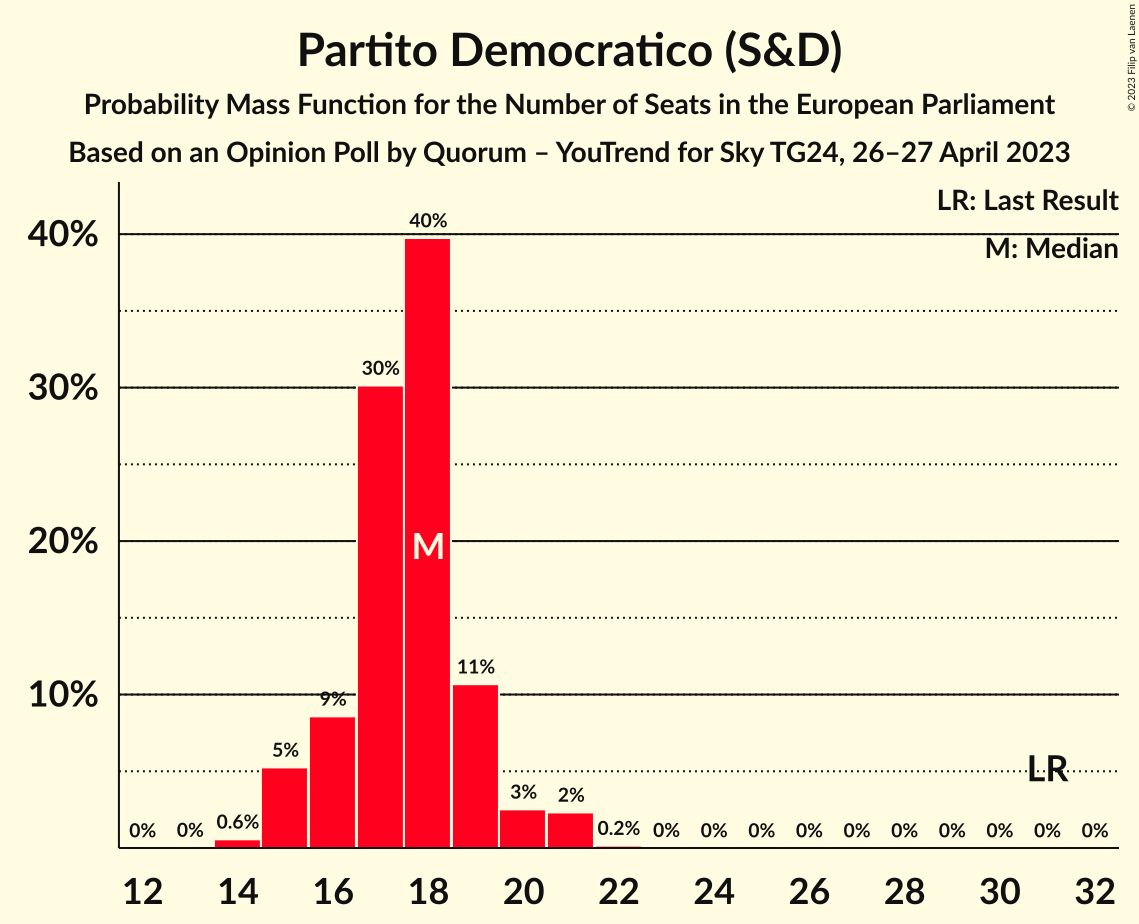 Partito Democratico (S&D)
Probability Mass Function for the Number of Seats in the European Parliament
Based on an Opinion Poll by Quorum – YouTrend for Sky TG24, 26–27 April 2023
© 2023 Filip van Laenen
LR: Last Result
M: Median
40%
30%
20%
10%
0% 0% 0.6% 5% 9% 30% 40% 11% 3% 2% 0.2% 0% 0% 0% 0% 0% 0% 0% 0% 0% 0%
M
LR
12 14 16 18 20 22 24 26 28 30 32